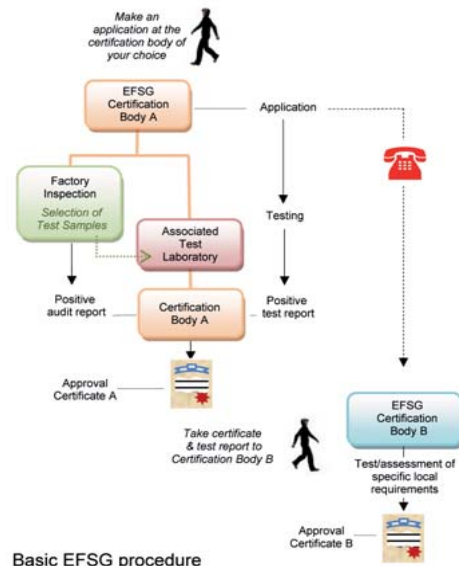 Make an
application at the
certifcation body of
your choice
EFSG
Certification
Body A
Application
Factory
Inspection
Selection of
Test Samples
Testing
Associated
Test
Laboratory
Positive
audit report
Certification
Body A
Positive
test report
Approval
Certificate A
EFSG
Certification
Body B
Take certificate
& test report to
Certification Body B
Test/assessment of
specific local
requirements
Approval
Certificate B
Basic EFSG procedure